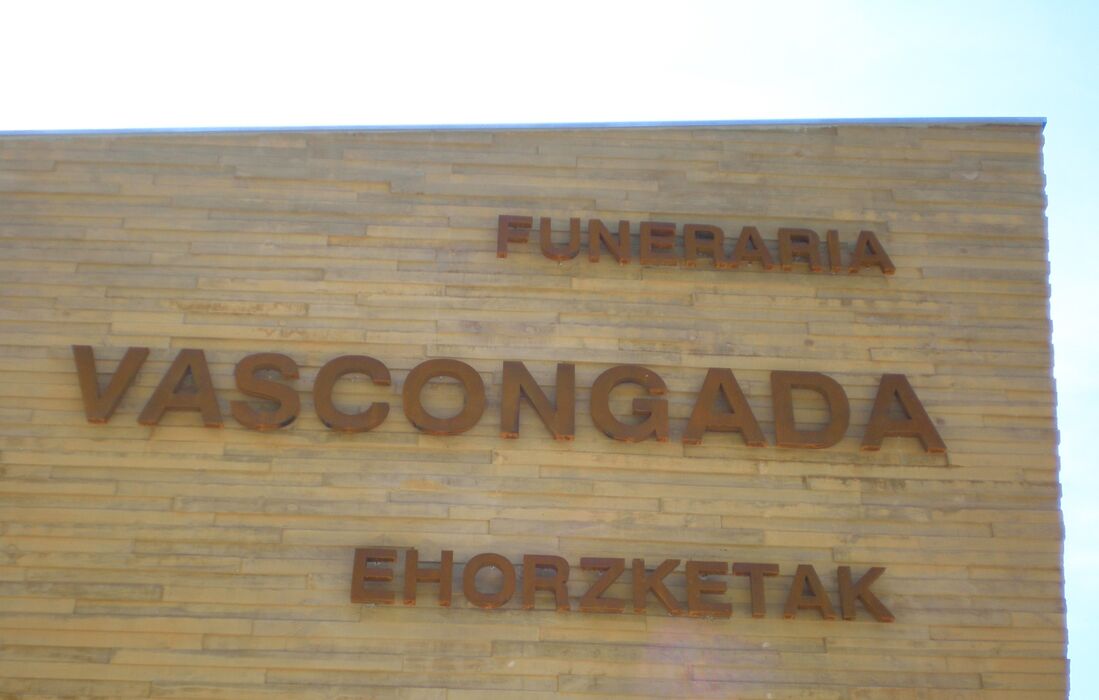 FUNERARIA
VASCONGADA
EHORZKETAK